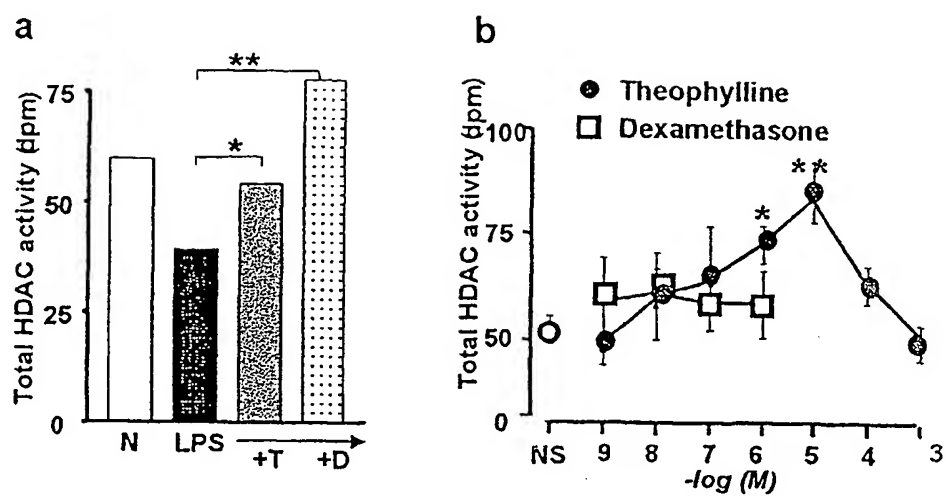 a
Total HDAC activity (dpm)
75
50
25
0
**
*
N LPS +T +D
b
Theophylline
Dexamethasone
Total HDAC activity (dpm)
100
75
50
0
*
**
NS 9 8 7 6 5 4 3
-log (M)